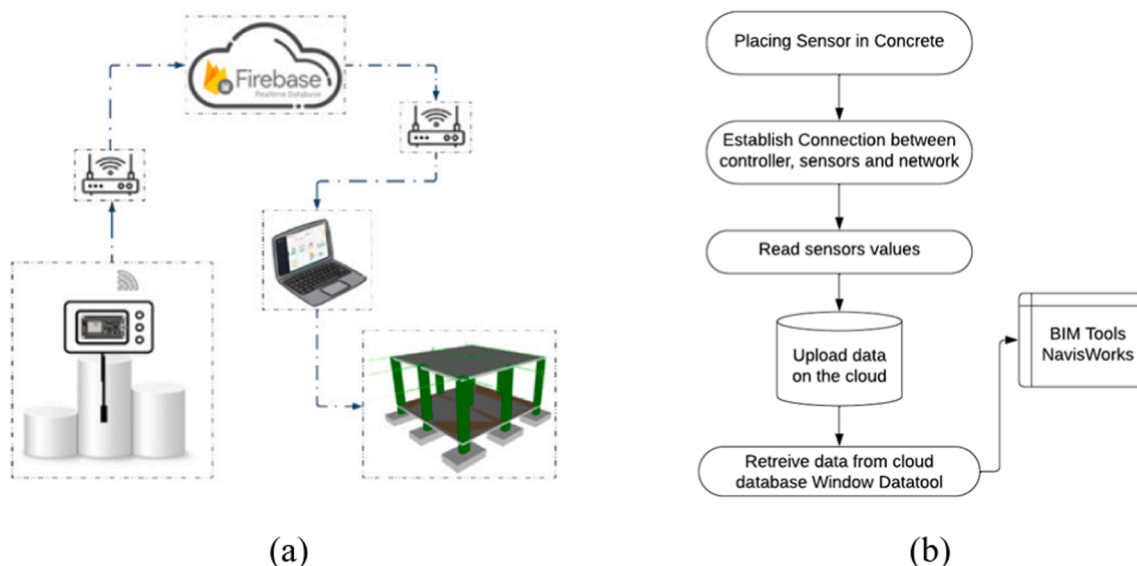 Firebase
Realtime Database
(a)
Placing Sensor in Concrete
Establish Connection between
controller, sensors and network
Read sensors values
Upload data
on the cloud
Retreive data from cloud
database Window Datatool
BIM Tools
NavisWorks
(b)